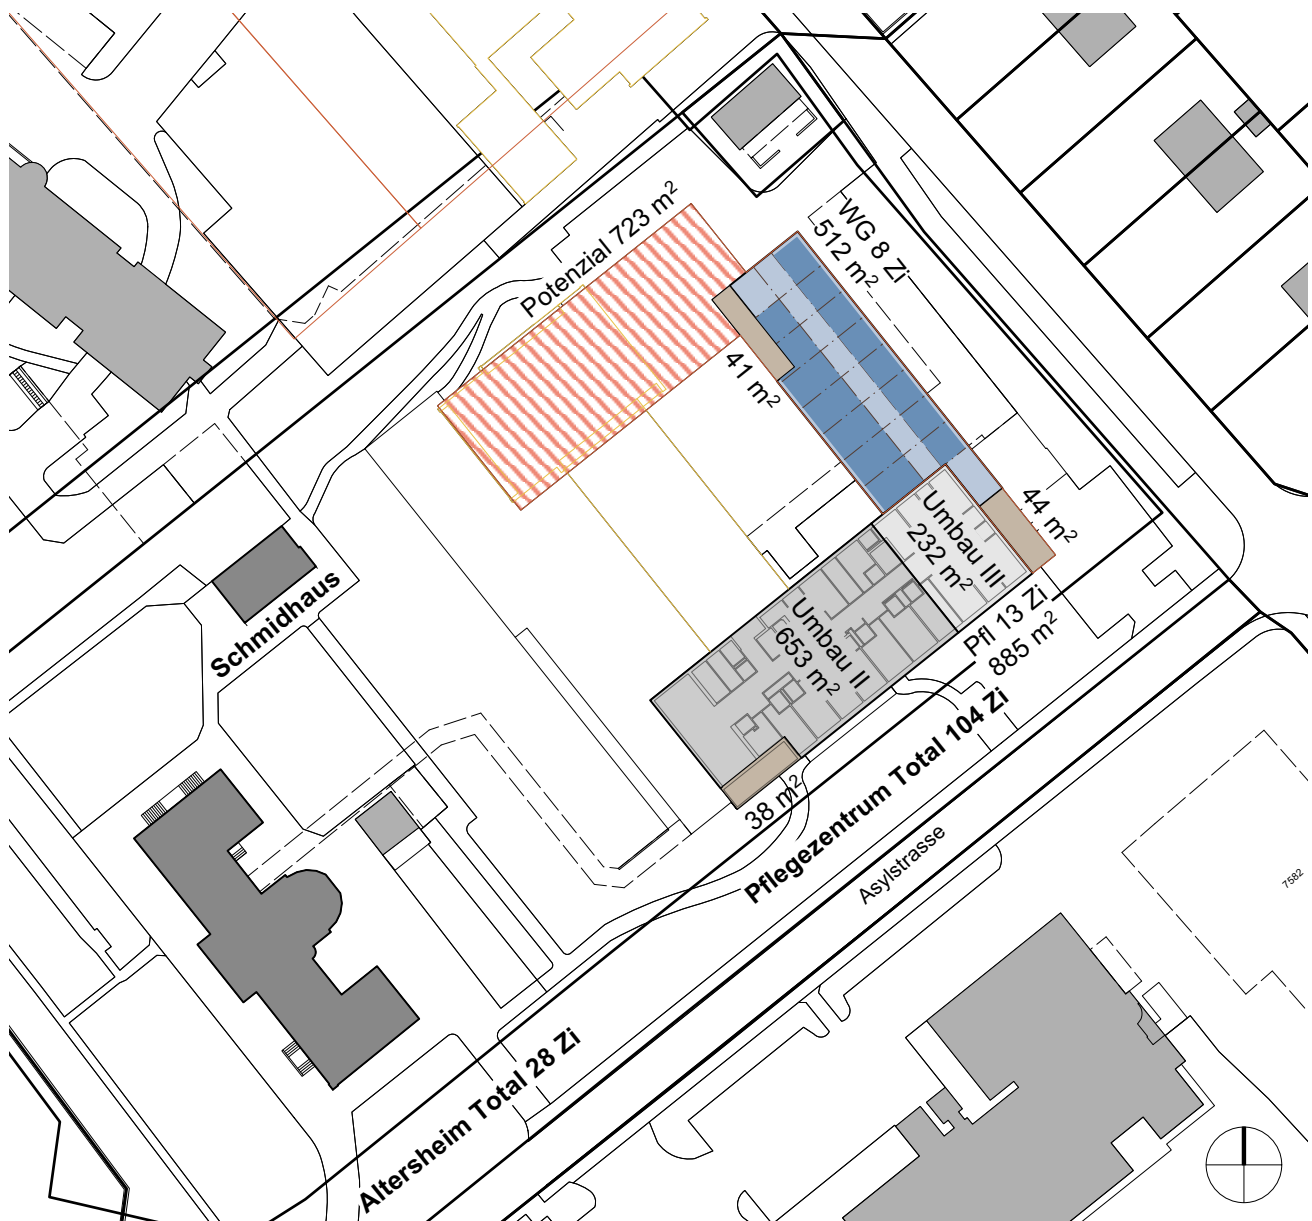 Potenzial 723 m²
WG 8 Zi
512 m²
41 m²
44 m²
Umbau III
232 m²
Umbau II
653 m²
Pfl 13 Zi
885 m²
38 m²
Schmidhaus
Pflegezentrum Total 104 Zi
Asylstrasse
7582
Altersheim Total 28 Zi